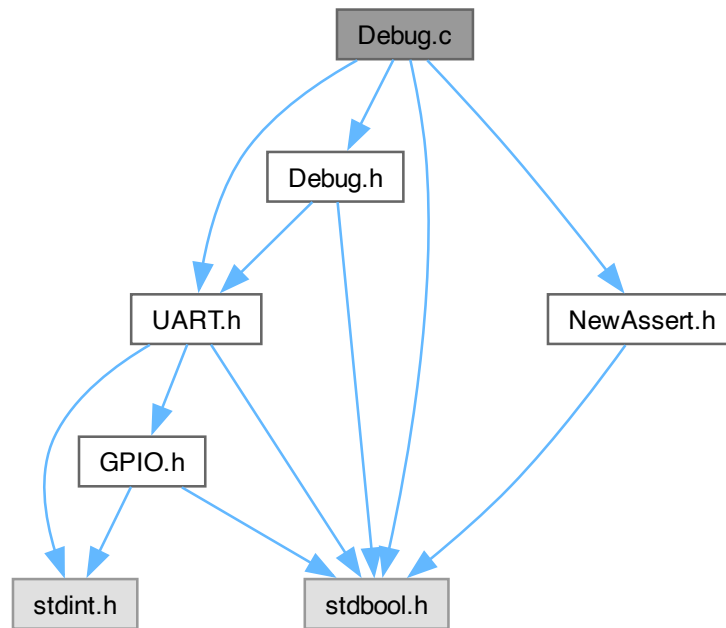 Debug.c
Debug.h
UART.h
NewAssert.h
GPIO.h
stdint.h
stdbool.h